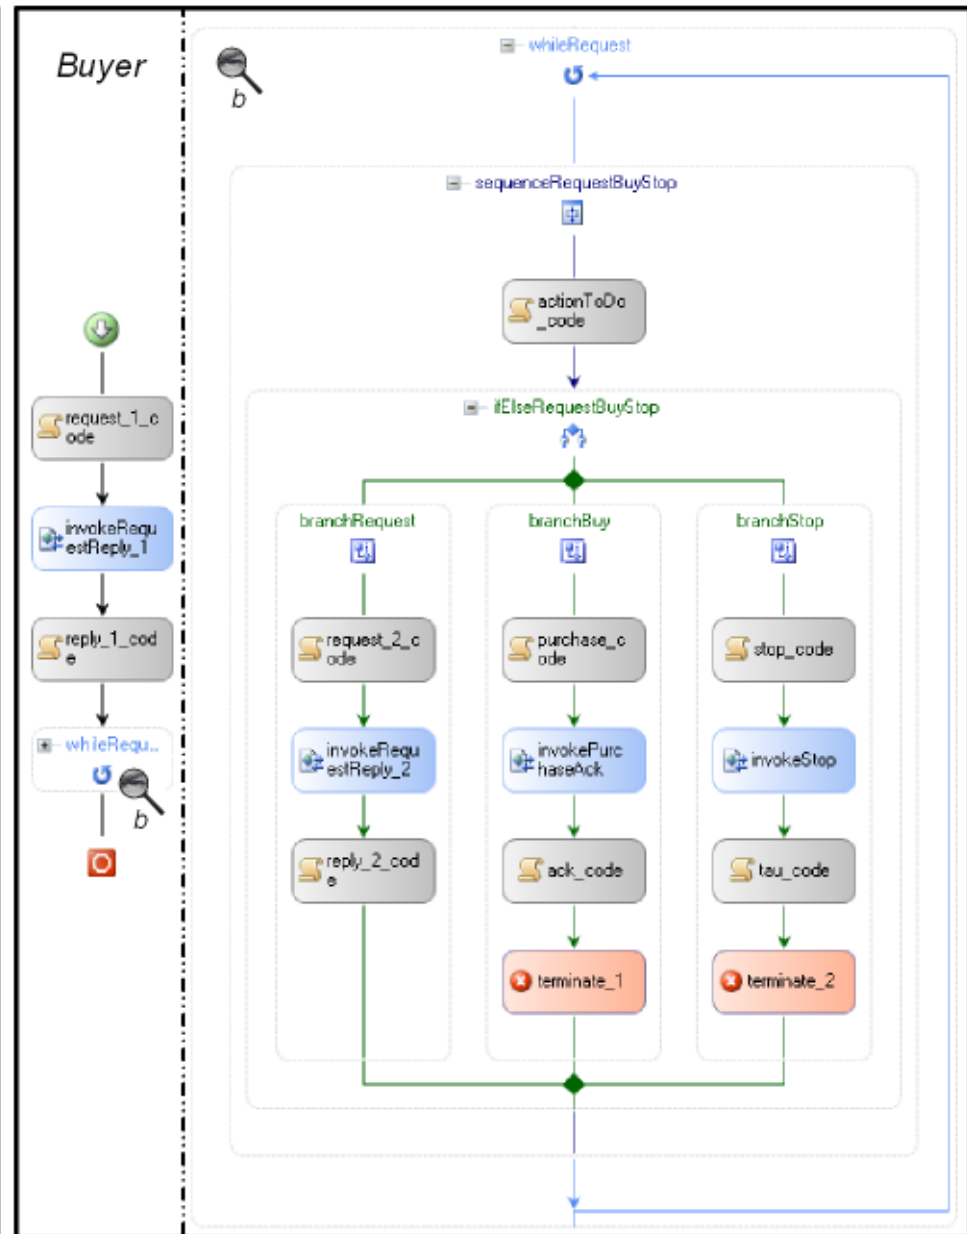 Buyer
request_1_c
ode
invokeRequ
estReply_1
reply_1_cod
e
whileRequ...
b
b
whileRequest
sequenceRequestBuyStop
actionToDo
_code
ifElseRequestBuyStop
branchRequest
branchBuy
branchStop
request_2_c
ode
purchase_c
ode
stop_code
invokeRequ
estReply_2
invokePurc
haseAck
invokeStop
reply_2_cod
e
ack_code
tau_code
terminate_1
terminate_2